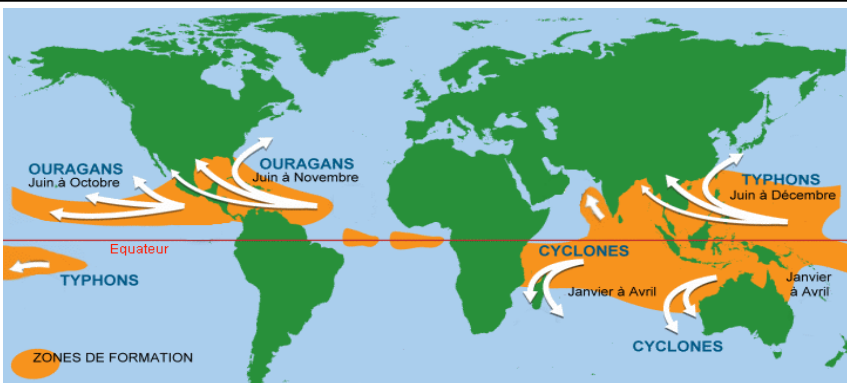 OURAGANS
Juin à Octobre
OURAGANS
Juin à Novembre
TYPHONS
Juin à Décembre
Equateur
TYPHONS
CYCLONES
Janvier à Avril
Janvier
à Avril
CYCLONES
ZONES DE FORMATION